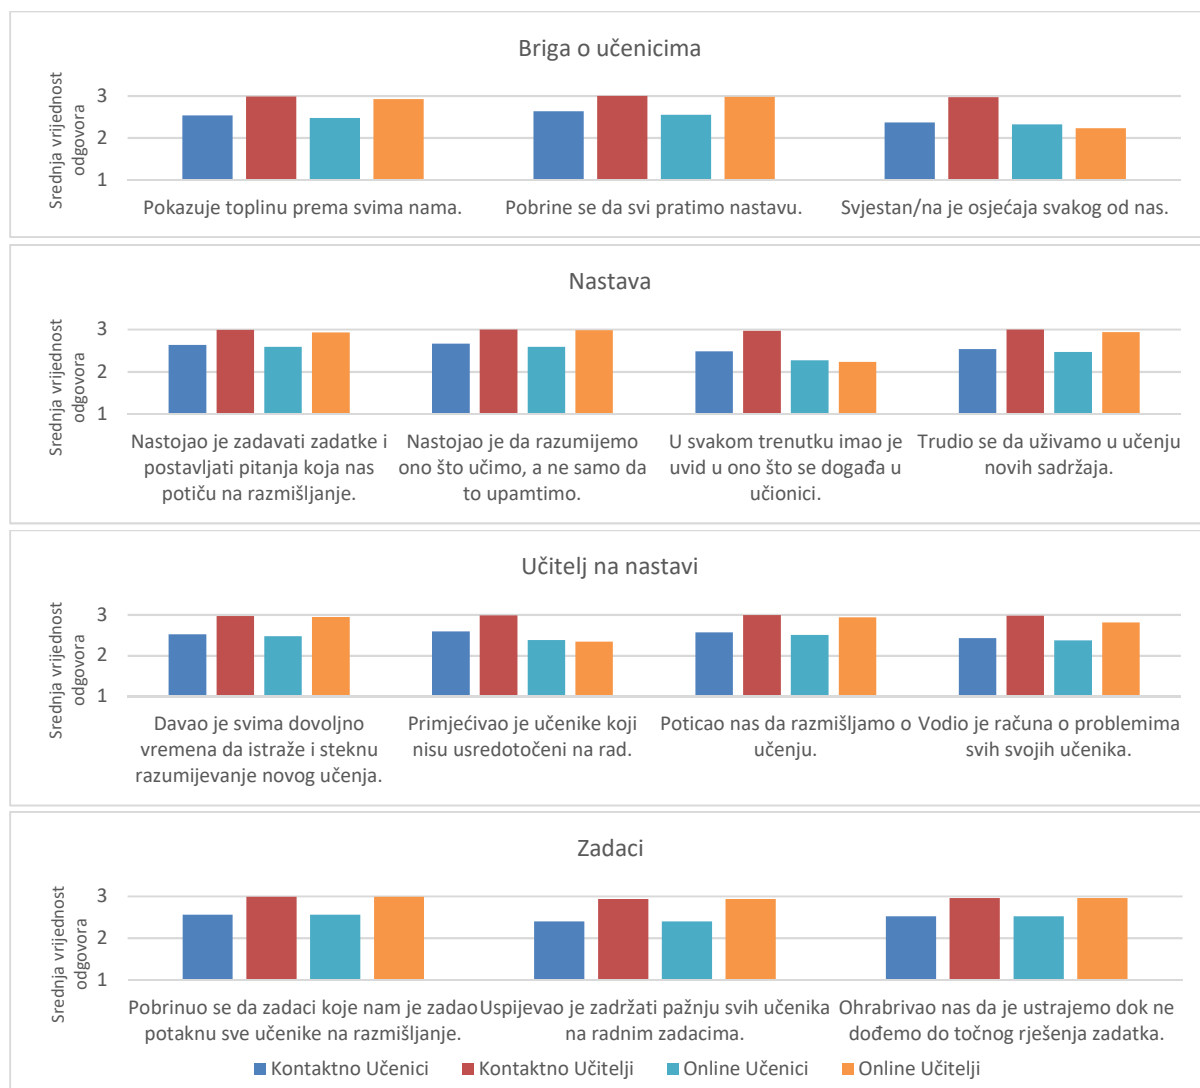 Briga o učenicima
Srednja vrijednost
odgovora
3
2
1
Pokazuje toplinu prema svima nama.
Pobrine se da svi pratimo nastavu.
Svjestan/na je osjećaja svakog od nas.
Nastava
Srednja vrijednost
odgovora
3
2
1
Nastojao je zadavati zadatke i
postavljati pitanja koja nas
potiču na razmišljanje.
Nastojao je da razumijemo
ono što učimo, a ne samo da
to upamtimo.
U svakom trenutku imao je
uvid u ono što se događa u
učionici.
Trudio se da uživamo u učenju
novih sadržaja.
Učitelj na nastavi
Srednja vrijednost
odgovora
3
2
1
Davao je svima dovoljno
vremena da istraže i steknu
razumijevanje novog učenja.
Primjećivao je učenike koji
nisu usredotočeni na rad.
Poticao nas da razmišljamo o
učenju.
Vodio je računa o problemima
svih svojih učenika.
Zadaci
Srednja vrijednost
odgovora
3
2
1
Pobrinuo se da zadaci koje nam je zadao
potaknu sve učenike na razmišljanje.
Uspijevao je zadržati pažnju svih učenika
na radnim zadacima.
Ohrabrivao nas da je ustrajemo dok ne
dođemo do točnog rješenja zadatka.
Kontaktno Učenici
Kontaktno Učitelji
Online Učenici
Online Učitelji